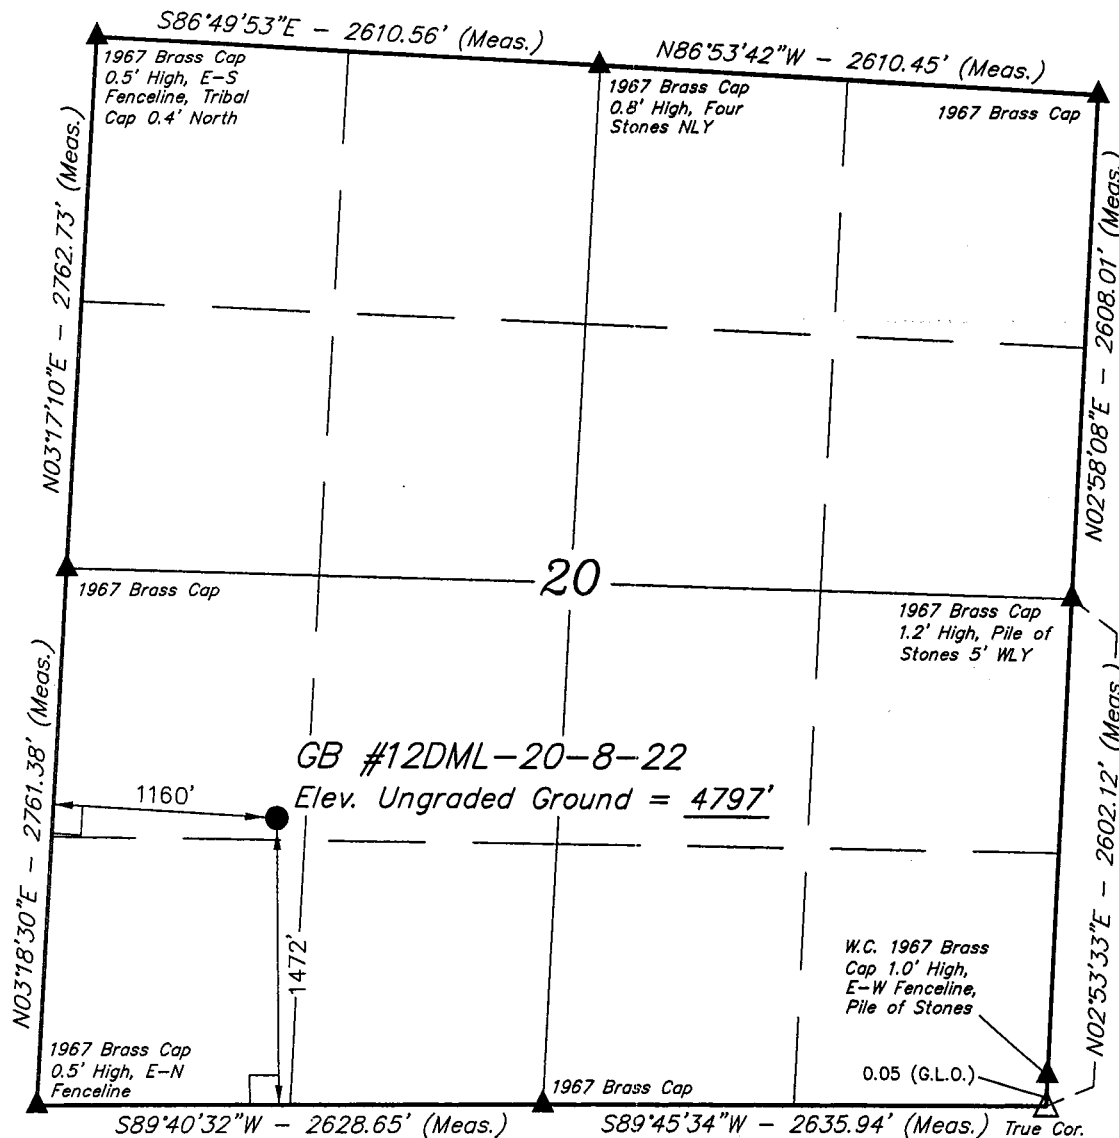 S86°49'53"E - 2610.56' (Meas.)
N86°53'42"W - 2610.45' (Meas.)
1967 Brass Cap
0.5' High, E-S
Fenceline, Tribal
Cap 0.4' North
1967 Brass Cap
0.8' High, Four
Stones NLY
1967 Brass Cap
N03°17'10"E - 2762.73' (Meas.)
N02°58'08"E - 2608.01' (Meas.)
20
1967 Brass Cap
1967 Brass Cap
1.2' High, Pile of
Stones 5' WLY
GB #12DML-20-8-22
Elev. Ungraded Ground = 4797'
1160'
1472'
N03°18'30"E - 2761.38' (Meas.)
N02°53'33"E - 2602.12' (Meas.)
W.C. 1967 Brass
Cap 1.0' High,
E-W Fenceline,
Pile of Stones
1967 Brass Cap
0.5' High, E-N
Fenceline
1967 Brass Cap
0.05 (G.L.O.)
S89°40'32"W - 2628.65' (Meas.)
S89°45'34"W - 2635.94' (Meas.)
True Cor.